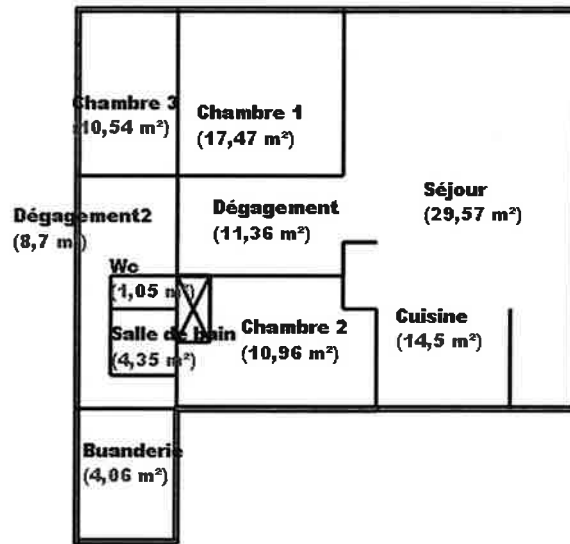 Chambre 3
(10,54 m²)
Chambre 1
(17,47 m²)
Séjour
(29,57 m²)
Dégagement2
(8,7 m²)
Dégagement
(11,36 m²)
Wc
(1,05 m²)
Salle de bain
(4,35 m²)
Chambre 2
(10,96 m²)
Cuisine
(14,5 m²)
Buanderie
(4,06 m²)